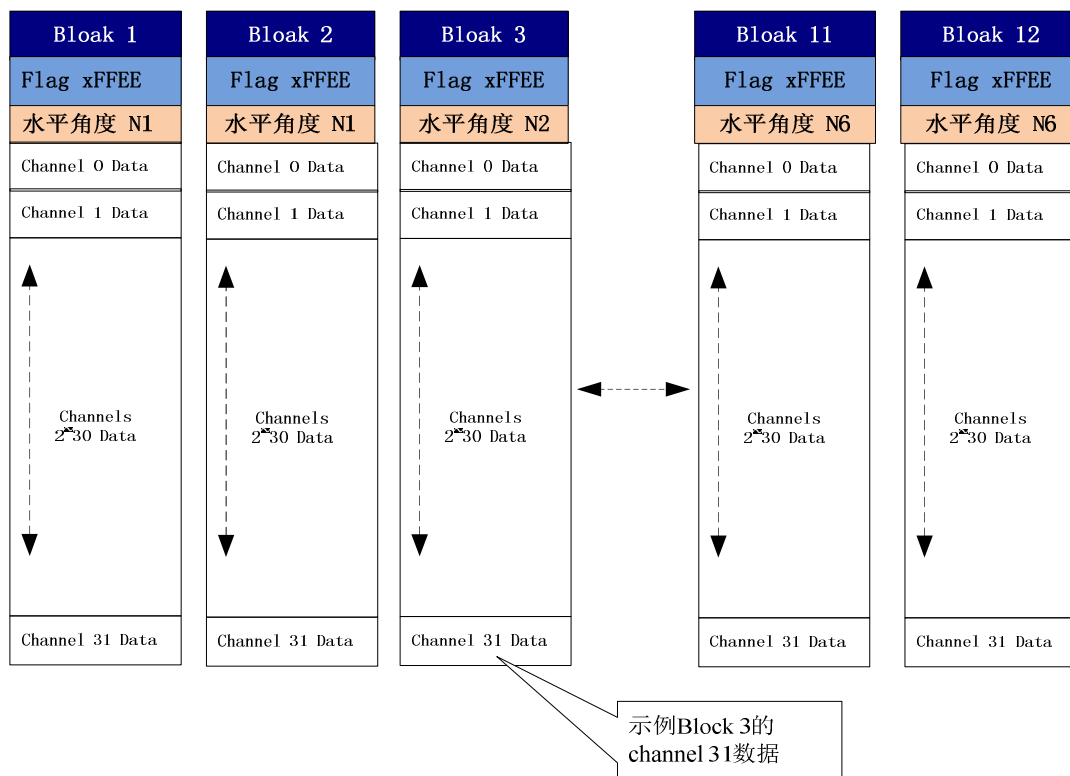 Bloak 1
Flag xFFEE
水平角度 N1
Channel 0 Data
Channel 1 Data
Channels
2~30 Data
Channel 31 Data
Bloak 2
Flag xFFEE
水平角度 N1
Channel 0 Data
Channel 1 Data
Channels
2~30 Data
Channel 31 Data
Bloak 3
Flag xFFEE
水平角度 N2
Channel 0 Data
Channel 1 Data
Channels
2~30 Data
Channel 31 Data
Bloak 11
Flag xFFEE
水平角度 N6
Channel 0 Data
Channel 1 Data
Channels
2~30 Data
Channel 31 Data
Bloak 12
Flag xFFEE
水平角度 N6
Channel 0 Data
Channel 1 Data
Channels
2~30 Data
Channel 31 Data
示例Block 3的
channel 31数据